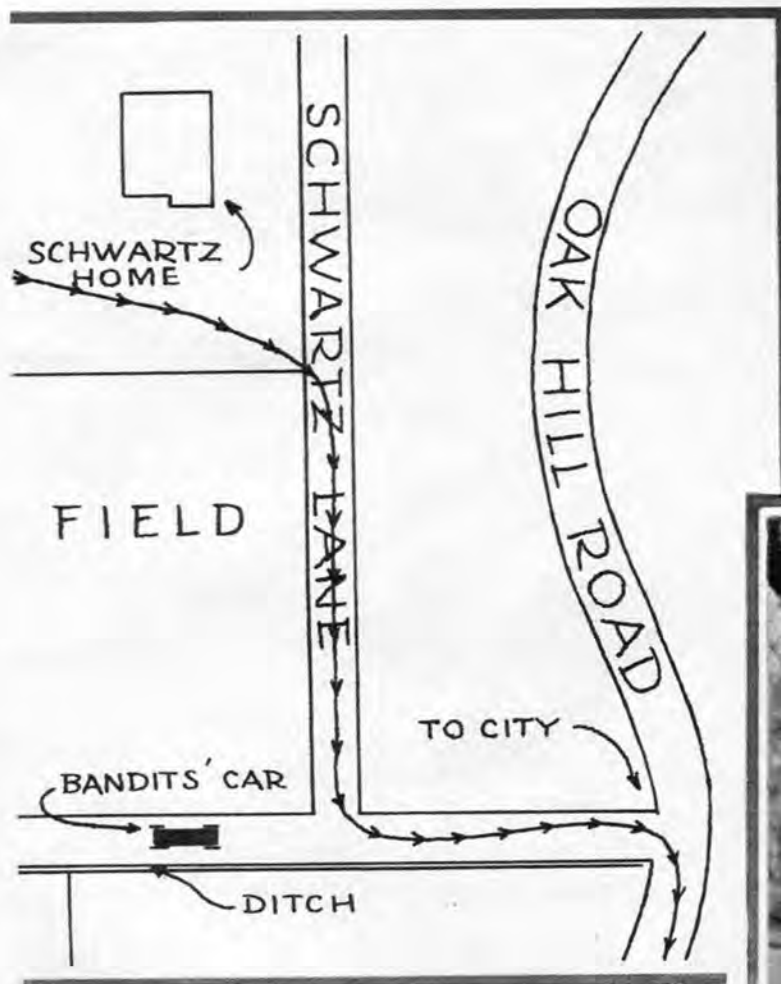 SCHWARTZ
HOME
SCHWARTZ LANE
OAK HILL ROAD
FIELD
TO CITY
BANDITS' CAR
DITCH